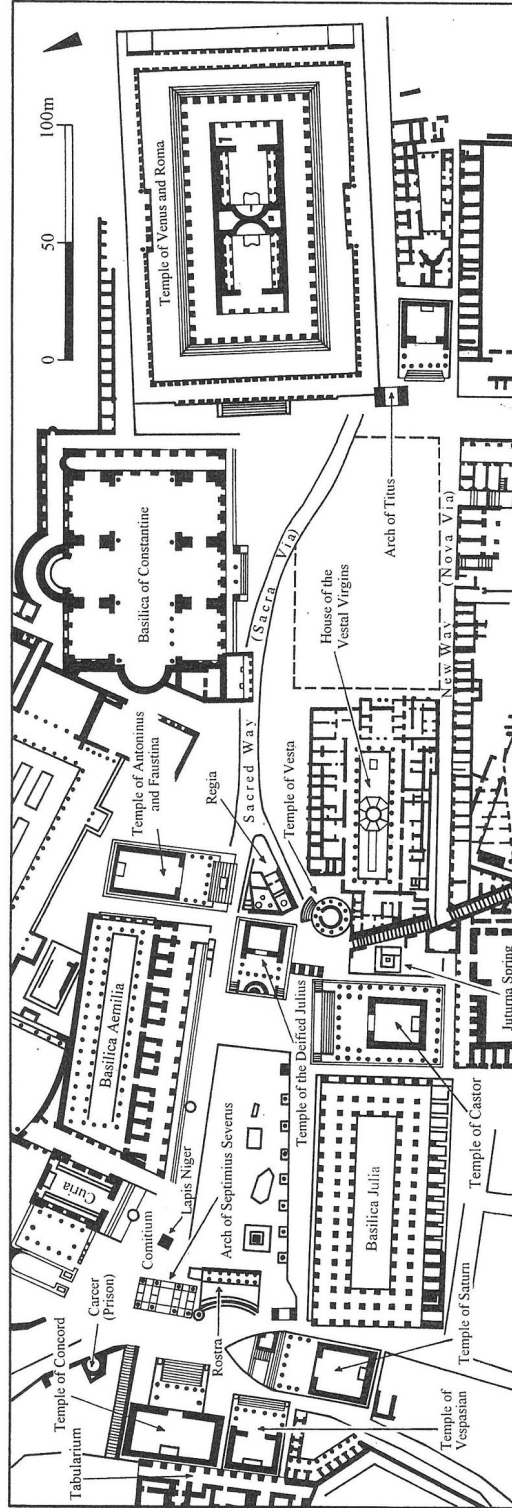 Tabularium
Temple of Concord
Carcer
(Prison)
Curia
Comitium
Lapis Niger
Arch of Septimius Severus
Rostra
Temple of
Vespasian
Temple of Saturn
Basilica Aemilia
Basilica Julia
Temple of Castor
Temple of the Deified Julius
Juturna Spring
Temple of Antoninus
and Faustina
Regia
Sacred Way (Sacra Via)
Temple of Vesta
House of the
Vestal Virgins
New Way (Nova Via)
Basilica of Constantine
Arch of Titus
Temple of Venus and Roma
0 50 100m